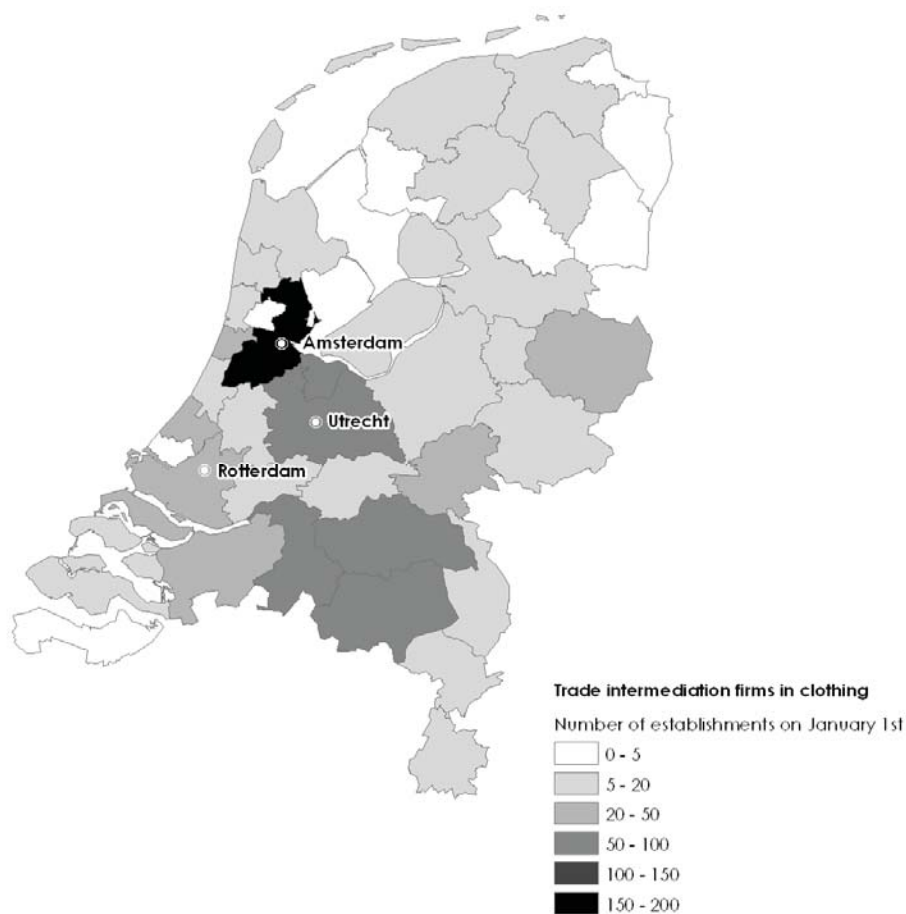 Amsterdam
Utrecht
Rotterdam
Trade intermediation firms in clothing
Number of establishments on January 1st
0 - 5
5 - 20
20 - 50
50 - 100
100 - 150
150 - 200